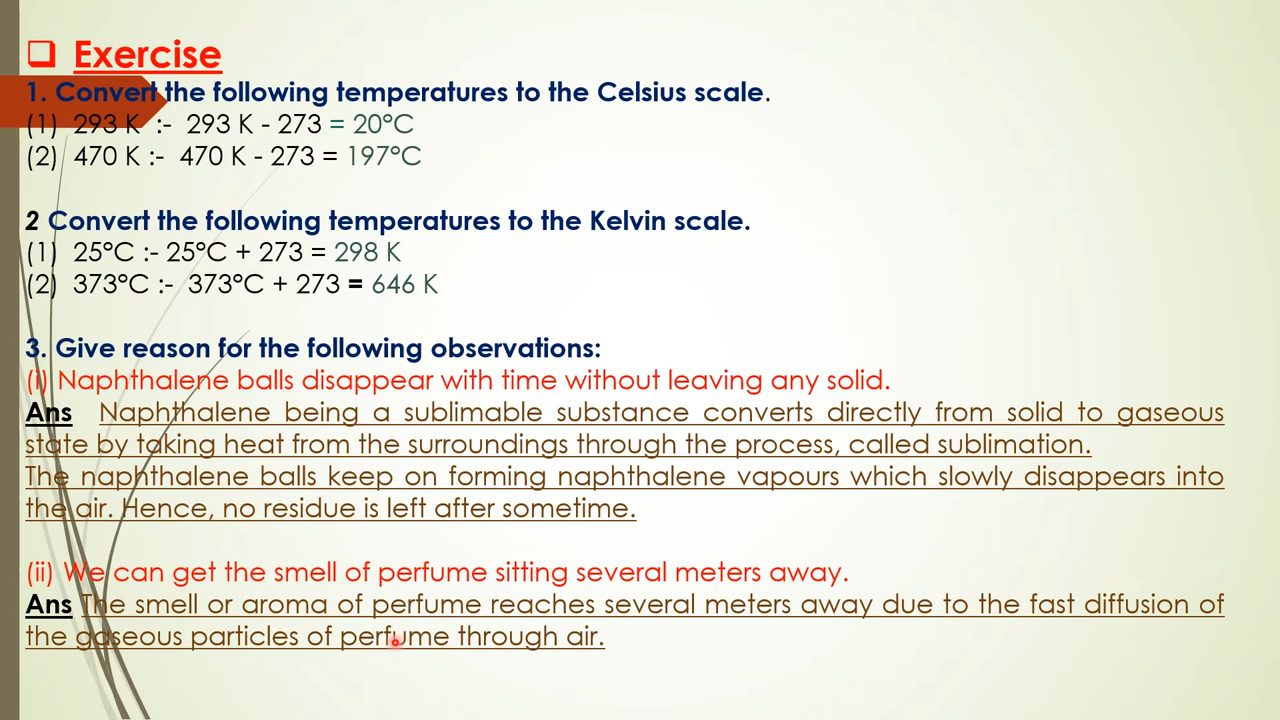 ❑ Exercise
1. Convert the following temperatures to the Celsius scale.
(1) 293 K :- 293 K - 273 = 20°C
(2) 470 K :- 470 K - 273 = 197°C
2 Convert the following temperatures to the Kelvin scale.
(1) 25°C :- 25°C + 273 = 298 K
(2) 373°C :- 373°C + 273 = 646 K
3. Give reason for the following observations:
(i) Naphthalene balls disappear with time without leaving any solid.
Ans Naphthalene being a sublimable substance converts directly from solid to gaseous
state by taking heat from the surroundings through the process, called sublimation.
The naphthalene balls keep on forming naphthalene vapours which slowly disappears into
the air. Hence, no residue is left after sometime.
(ii) We can get the smell of perfume sitting several meters away.
Ans The smell or aroma of perfume reaches several meters away due to the fast diffusion of
the gaseous particles of perfume through air.